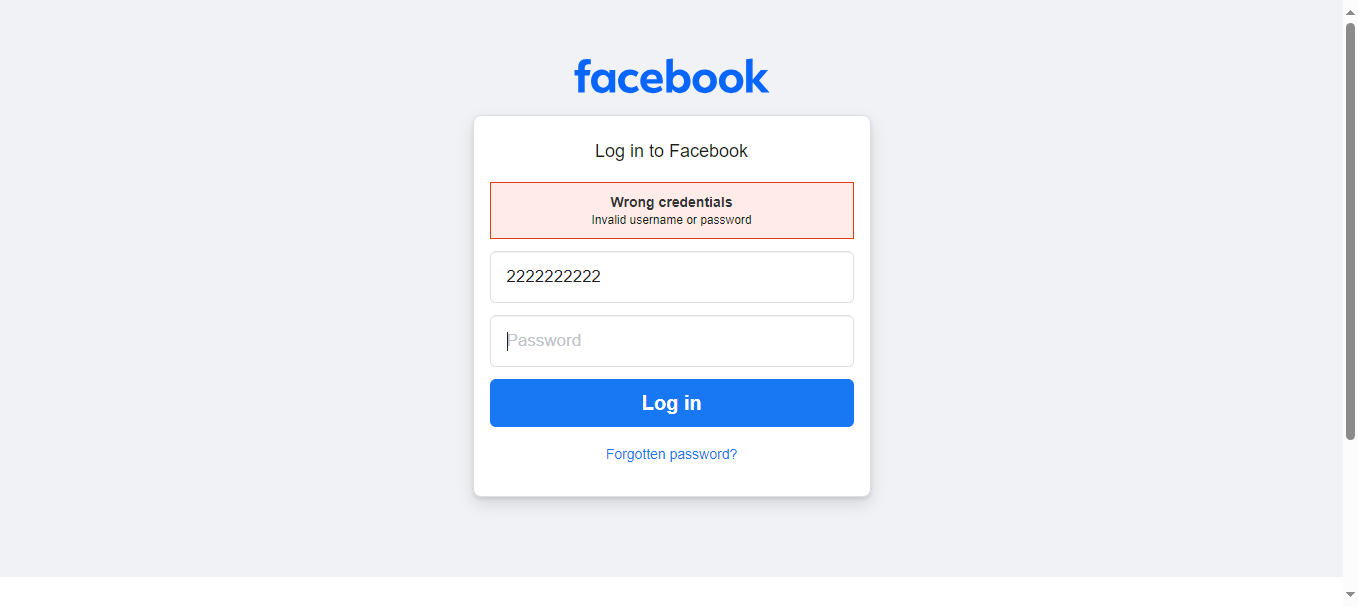 facebook
Log in to Facebook
Wrong credentials
Invalid username or password
2222222222
Password
Log in
Forgotten password?